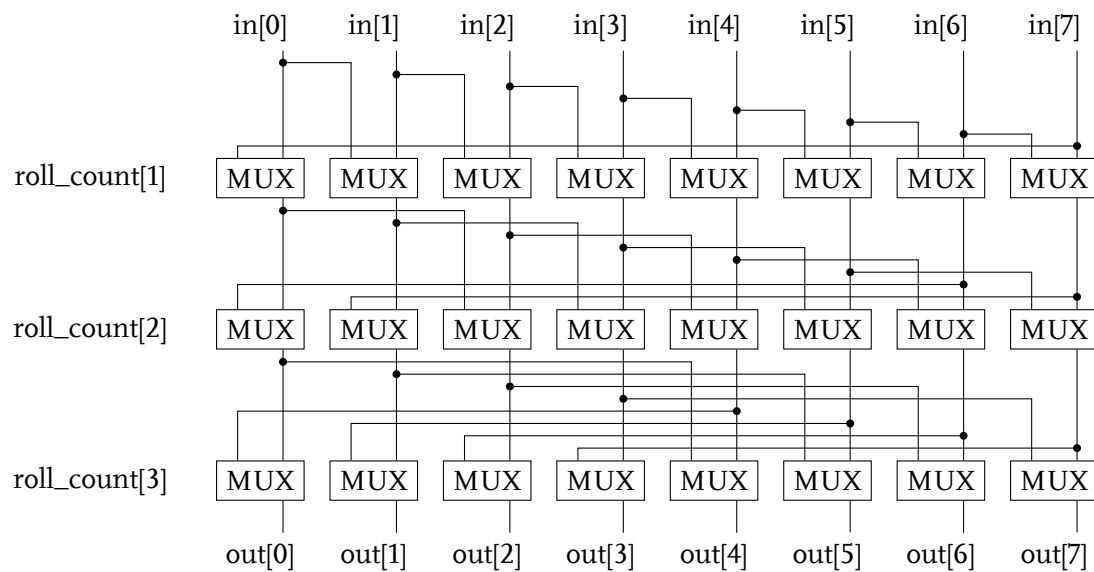 in[0] in[1] in[2] in[3] in[4] in[5] in[6] in[7]
roll_count[1] MUX MUX MUX MUX MUX MUX MUX MUX
roll_count[2] MUX MUX MUX MUX MUX MUX MUX MUX
roll_count[3] MUX MUX MUX MUX MUX MUX MUX MUX
out[0] out[1] out[2] out[3] out[4] out[5] out[6] out[7]